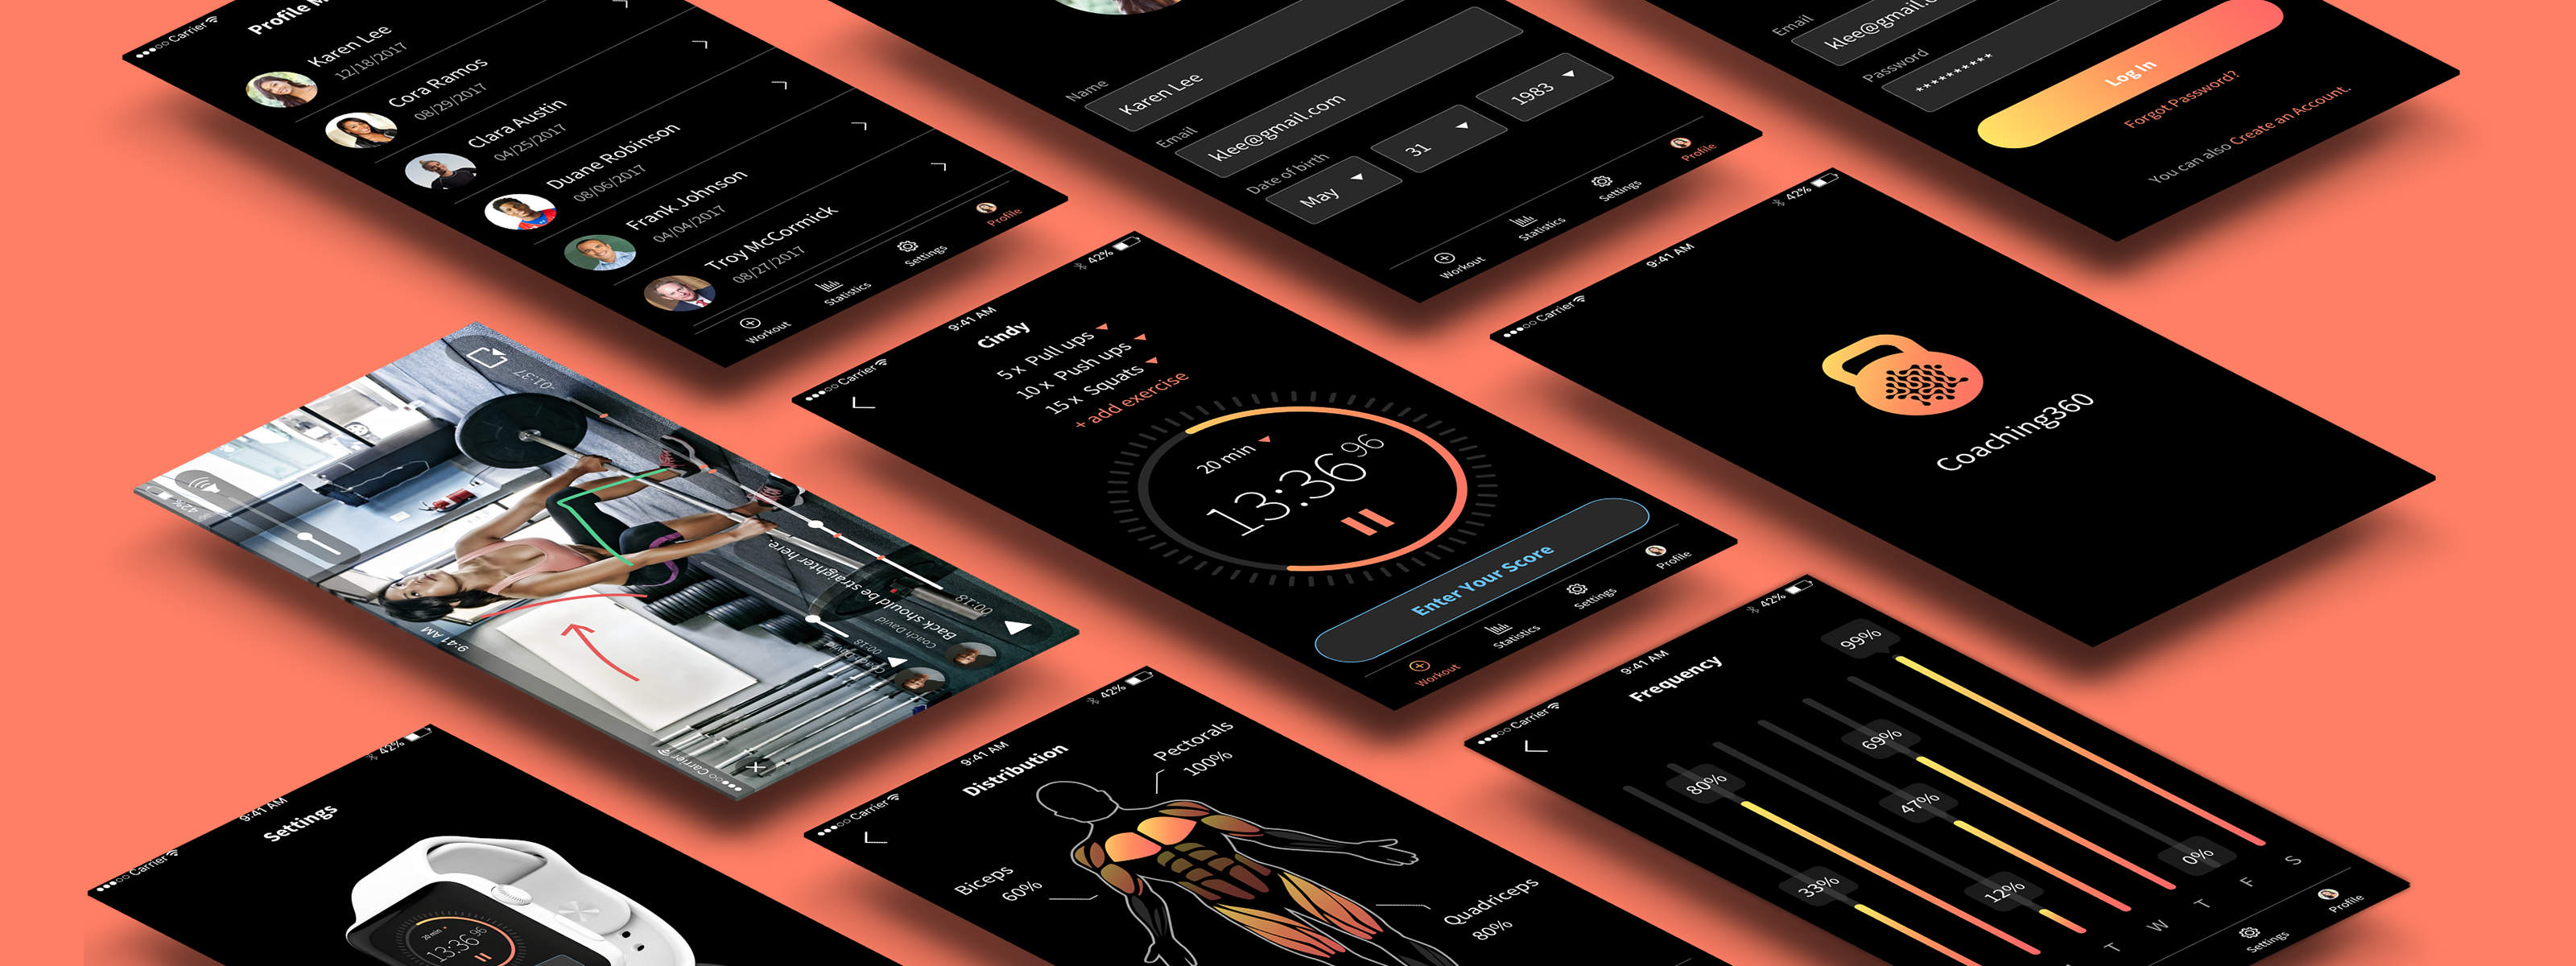 Carrier
Profile
Karen Lee
12/18/2017
Cora Ramos
08/29/2017
Clara Austin
04/25/2017
Duane Robinson
08/06/2017
Frank Johnson
04/04/2017
Troy McCormick
08/27/2017
Workout
Statistics
Settings
Profile
Name
Karen Lee
Email
klee@gmail.com
Date of birth
May
31
1983
Workout
Statistics
Settings
Profile
Email
klee@gmail.
Password
**********
Log In
Forgot Password?
You can also Create an Account.
-01:37
42%
9:41 AM
Carrier
00:18
Back should be straighter here.
Coach David
00:18
Carrier
9:41 AM
42%
Cindy
5 x Pull ups
10 x Push ups
15 x Squats
+ add exercise
20 min
13:36 96
Enter Your Score
Workout
Statistics
Settings
Profile
Carrier
9:41 AM
42%
Coaching360
Carrier
9:41 AM
42%
Settings
20 min
13:36 96
Carrier
9:41 AM
42%
Distribution
Pectorals
100%
Biceps
60%
Quadriceps
80%
Carrier
9:41 AM
42%
Frequency
33%
80%
12%
47%
69%
0%
99%
T
W
T
F
S
Settings
Profile